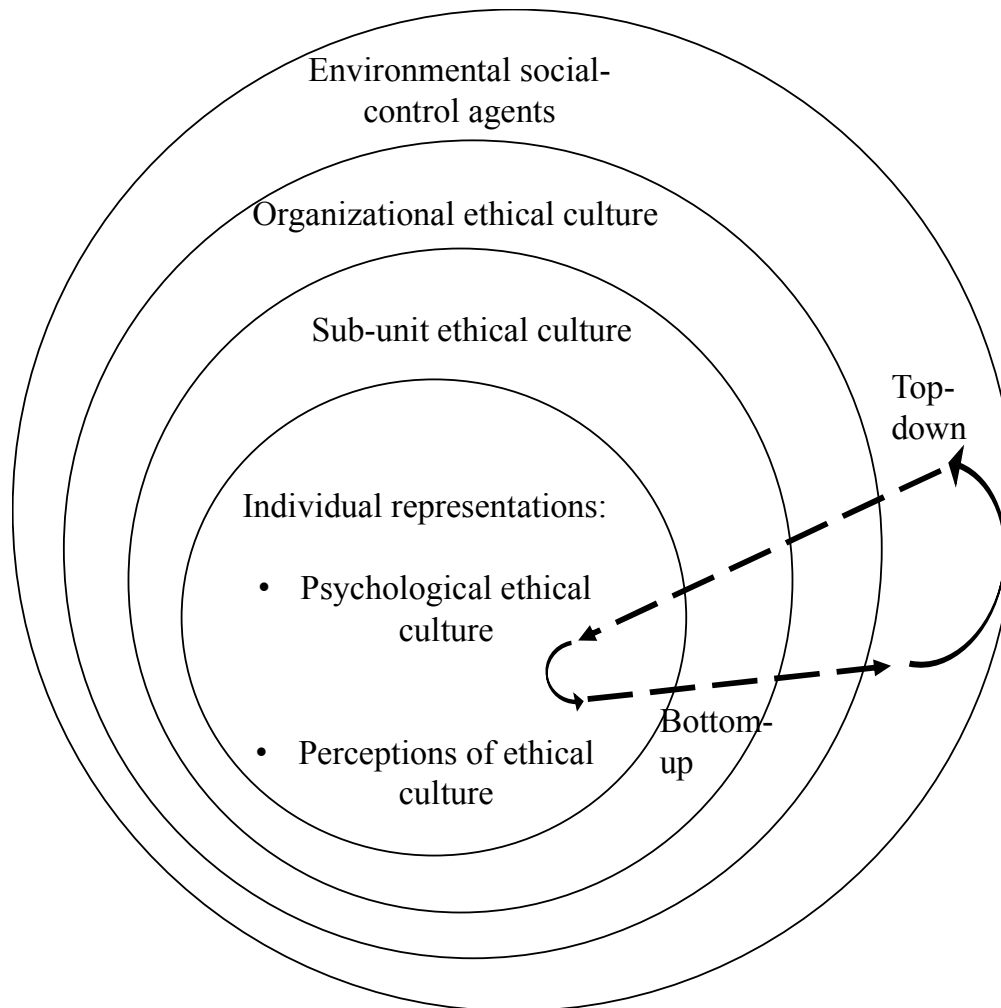 Environmental social-
control agents
Organizational ethical culture
Sub-unit ethical culture
Top-
down
Individual representations:
• Psychological ethical
culture
Bottom-
up
• Perceptions of ethical
culture